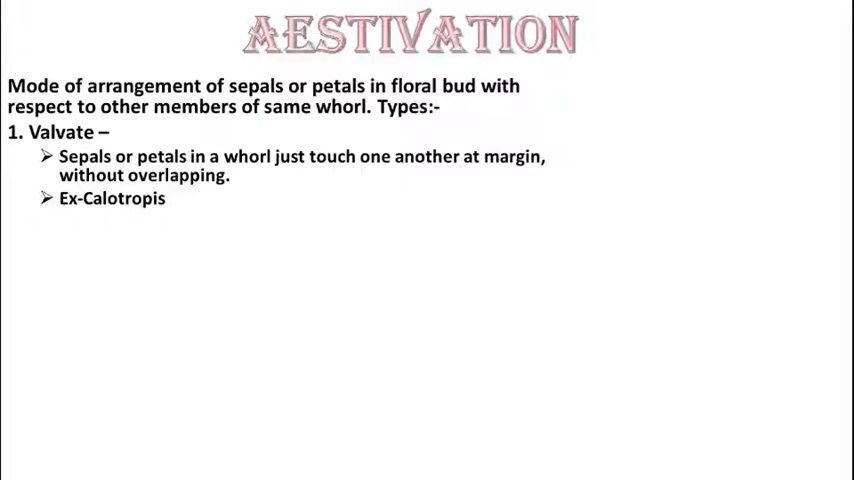 AESTIVATION
Mode of arrangement of sepals or petals in floral bud with
respect to other members of same whorl. Types:-
1. Valvate –
➢ Sepals or petals in a whorl just touch one another at margin,
without overlapping.
➢ Ex-Calotropis